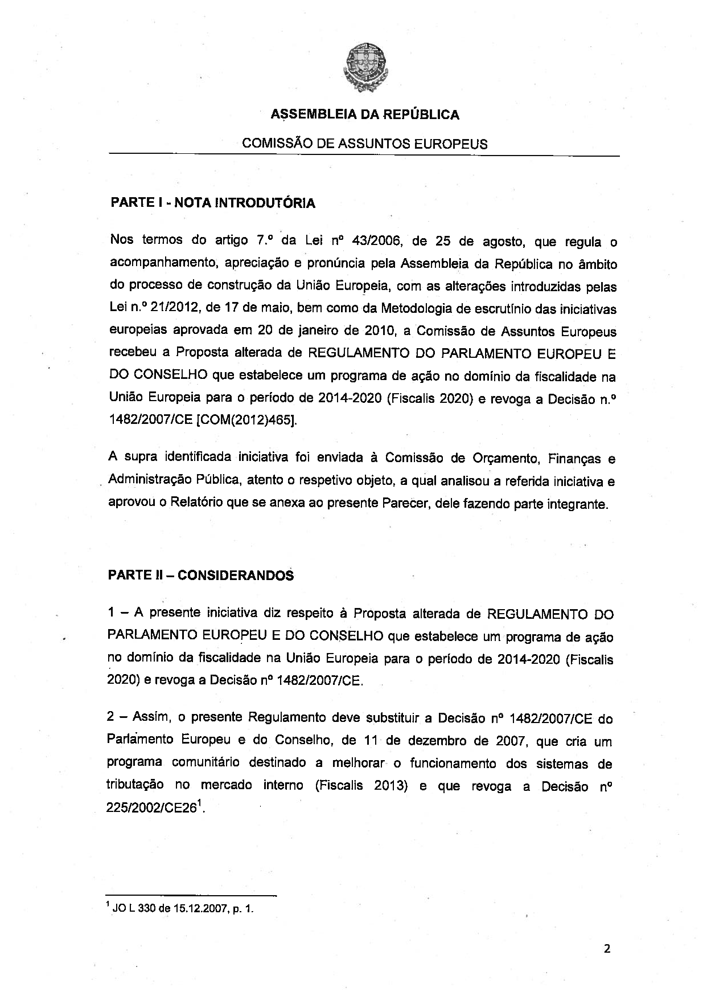 ASSEMBLEIA DA REPÚBLICA
COMISSÃO DE ASSUNTOS EUROPEUS
PARTE I - NOTA INTRODUTÓRIA
Nos termos do artigo 7.º da Lei nº 43/2006, de 25 de agosto, que regula o
acompanhamento, apreciação e pronúncia pela Assembleia da República no âmbito
do processo de construção da União Europeia, com as alterações introduzidas pelas
Lei n.º 21/2012, de 17 de maio, bem como da Metodologia de escrutínio das iniciativas
europeias aprovada em 20 de janeiro de 2010, a Comissão de Assuntos Europeus
recebeu a Proposta alterada de REGULAMENTO DO PARLAMENTO EUROPEU E
DO CONSELHO que estabelece um programa de ação no domínio da fiscalidade na
União Europeia para o período de 2014-2020 (Fiscalis 2020) e revoga a Decisão n.º
1482/2007/CE [COM(2012)465].
A supra identificada iniciativa foi enviada à Comissão de Orçamento, Finanças e
Administração Pública, atento o respetivo objeto, a qual analisou a referida iniciativa e
aprovou o Relatório que se anexa ao presente Parecer, dele fazendo parte integrante.
PARTE II – CONSIDERANDOS
1 – A presente iniciativa diz respeito à Proposta alterada de REGULAMENTO DO
PARLAMENTO EUROPEU E DO CONSELHO que estabelece um programa de ação
no domínio da fiscalidade na União Europeia para o período de 2014-2020 (Fiscalis
2020) e revoga a Decisão nº 1482/2007/CE.
2 – Assim, o presente Regulamento deve substituir a Decisão nº 1482/2007/CE do
Parlamento Europeu e do Conselho, de 11 de dezembro de 2007, que cria um
programa comunitário destinado a melhorar o funcionamento dos sistemas de
tributação no mercado interno (Fiscalis 2013) e que revoga a Decisão nº
225/2002/CE26¹.
¹ JO L 330 de 15.12.2007, p. 1.
2